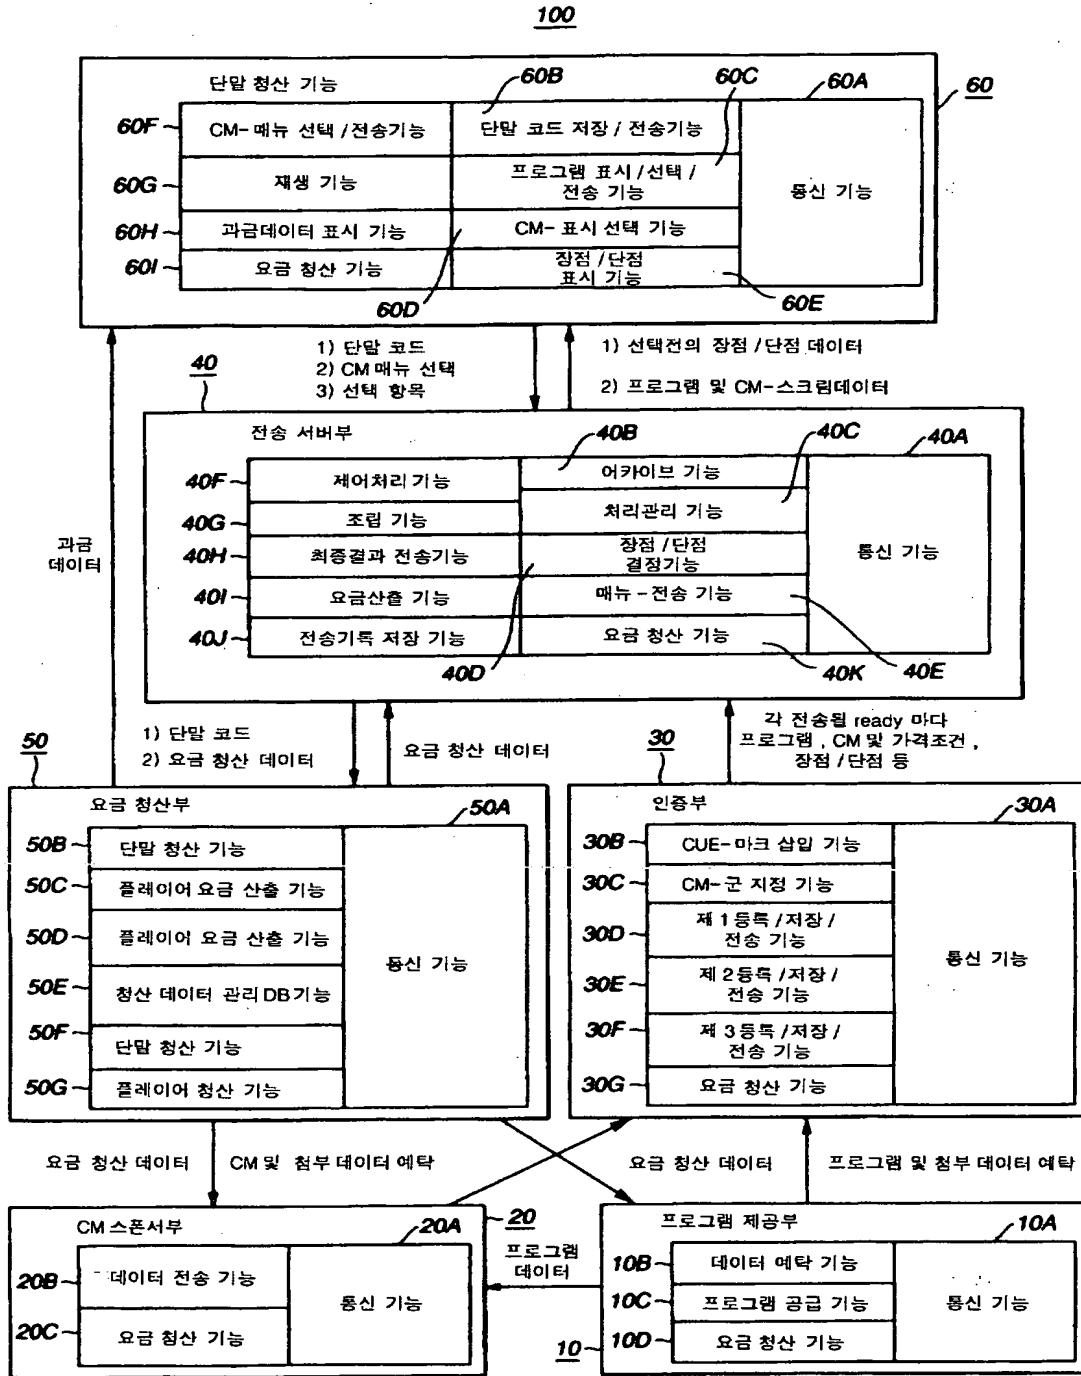 100
단말 청산 기능
60B
60C
60A
60
60F
CM-매뉴 선택 / 전송기능
단말 코드 저장 / 전송기능
60G
재생 기능
프로그램 표시 / 선택 /
전송 기능
통신 기능
60H
과금데이터 표시 기능
CM-표시 선택 기능
60I
요금 청산 기능
장점 / 단점
표시 기능
60D
60E
1) 단말 코드
2) CM 매뉴 선택
3) 선택 항목
1) 선택전의 장점 / 단점 데이터
2) 프로그램 및 CM-스크림데이터
40
전송 서버부
40B
40C
40A
40F
제어처리 기능
어카이브 기능
40G
조립 기능
처리관리 기능
40H
최종결과 전송기능
장점 / 단점
결정기능
통신 기능
40I
요금산출 기능
매뉴-전송 기능
40J
전송기록 저장 기능
요금 청산 기능
40D
40K
40E
과금
데이터
1) 단말 코드
2) 요금 청산 데이터
요금 청산 데이터
각 전송될 ready 마다
프로그램, CM 및 가격조건,
장점 / 단점 등
50
요금 청산부
50A
50B
단말 청산 기능
50C
플레이어 요금 산출 기능
50D
플레이어 요금 산출 기능
50E
청산 데이터 관리 DB 기능
50F
단말 청산 기능
50G
플레이어 청산 기능
통신 기능
30
인증부
30A
30B
CUE-마크 삽입 기능
30C
CM-군 지정 기능
30D
제 1 등록 / 저장 /
전송 기능
30E
제 2 등록 / 저장 /
전송 기능
30F
제 3 등록 / 저장 /
전송 기능
30G
요금 청산 기능
통신 기능
요금 청산 데이터
CM 및 첨부 데이터 예탁
요금 청산 데이터
프로그램 및 첨부 데이터 예탁
CM 스폰서부
20A
20
20B
데이터 전송 기능
20C
요금 청산 기능
통신 기능
프로그램
데이터
프로그램 제공부
10A
10B
데이터 예탁 기능
10C
프로그램 공급 기능
10D
요금 청산 기능
통신 기능
10